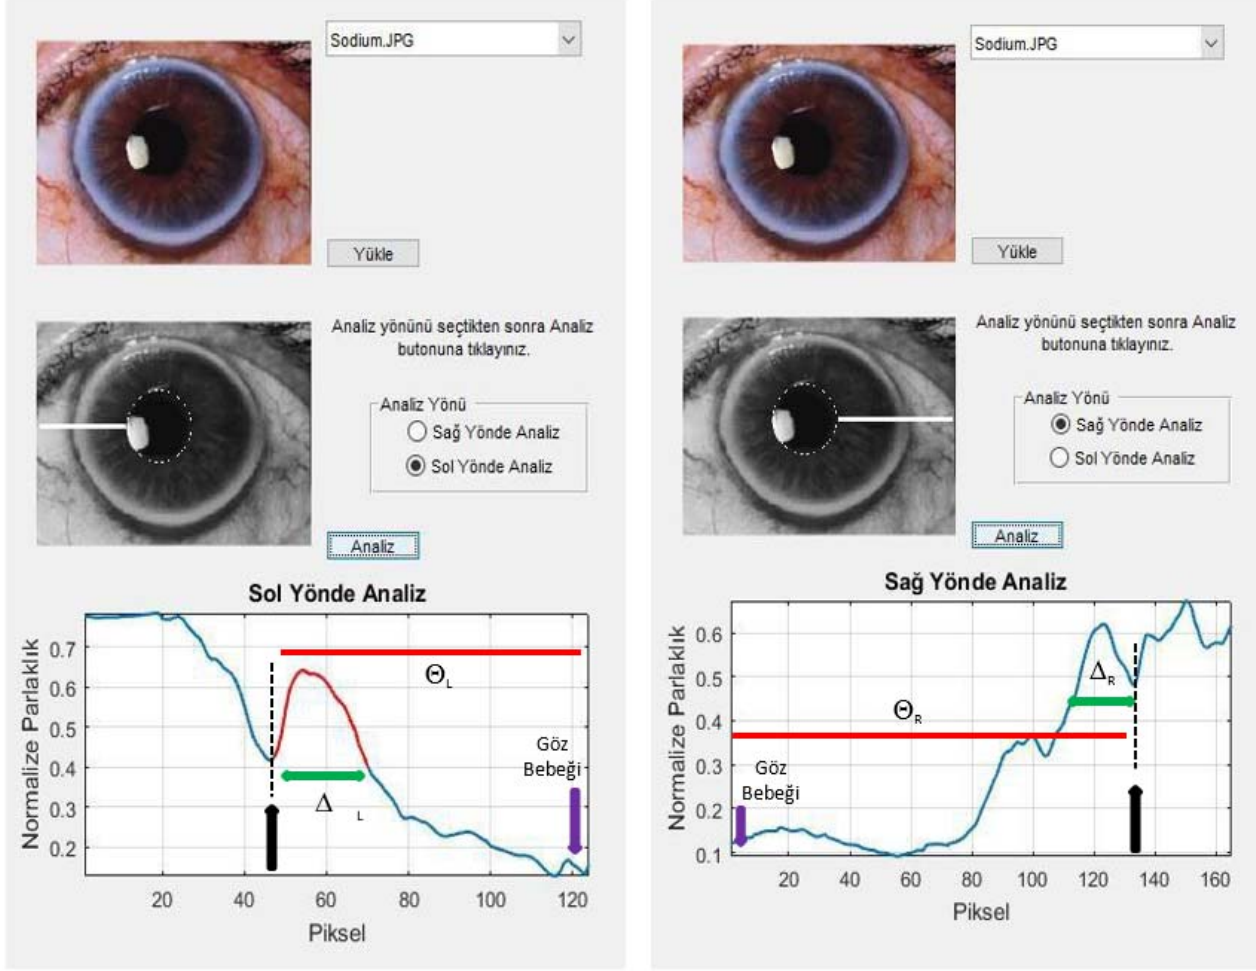 Sodium.JPG
Yükle
Analiz yönünü seçtikten sonra Analiz
butonuna tıklayınız.
Analiz Yönü
Sağ Yönde Analiz
Sol Yönde Analiz
Analiz
Sol Yönde Analiz
Normalize Parlaklık
0.7
0.6
0.5
0.4
0.3
0.2
ΘL
Göz
Bebeği
Δ L
20 40 60 80 100 120
Piksel
Sodium.JPG
Yükle
Analiz yönünü seçtikten sonra Analiz
butonuna tıklayınız.
Analiz Yönü
Sağ Yönde Analiz
Sol Yönde Analiz
Analiz
Sağ Yönde Analiz
Normalize Parlaklık
0.6
0.5
0.4
0.3
0.2
0.1
ΔR
ΘR
Göz
Bebeği
20 40 60 80 100 120 140 160
Piksel